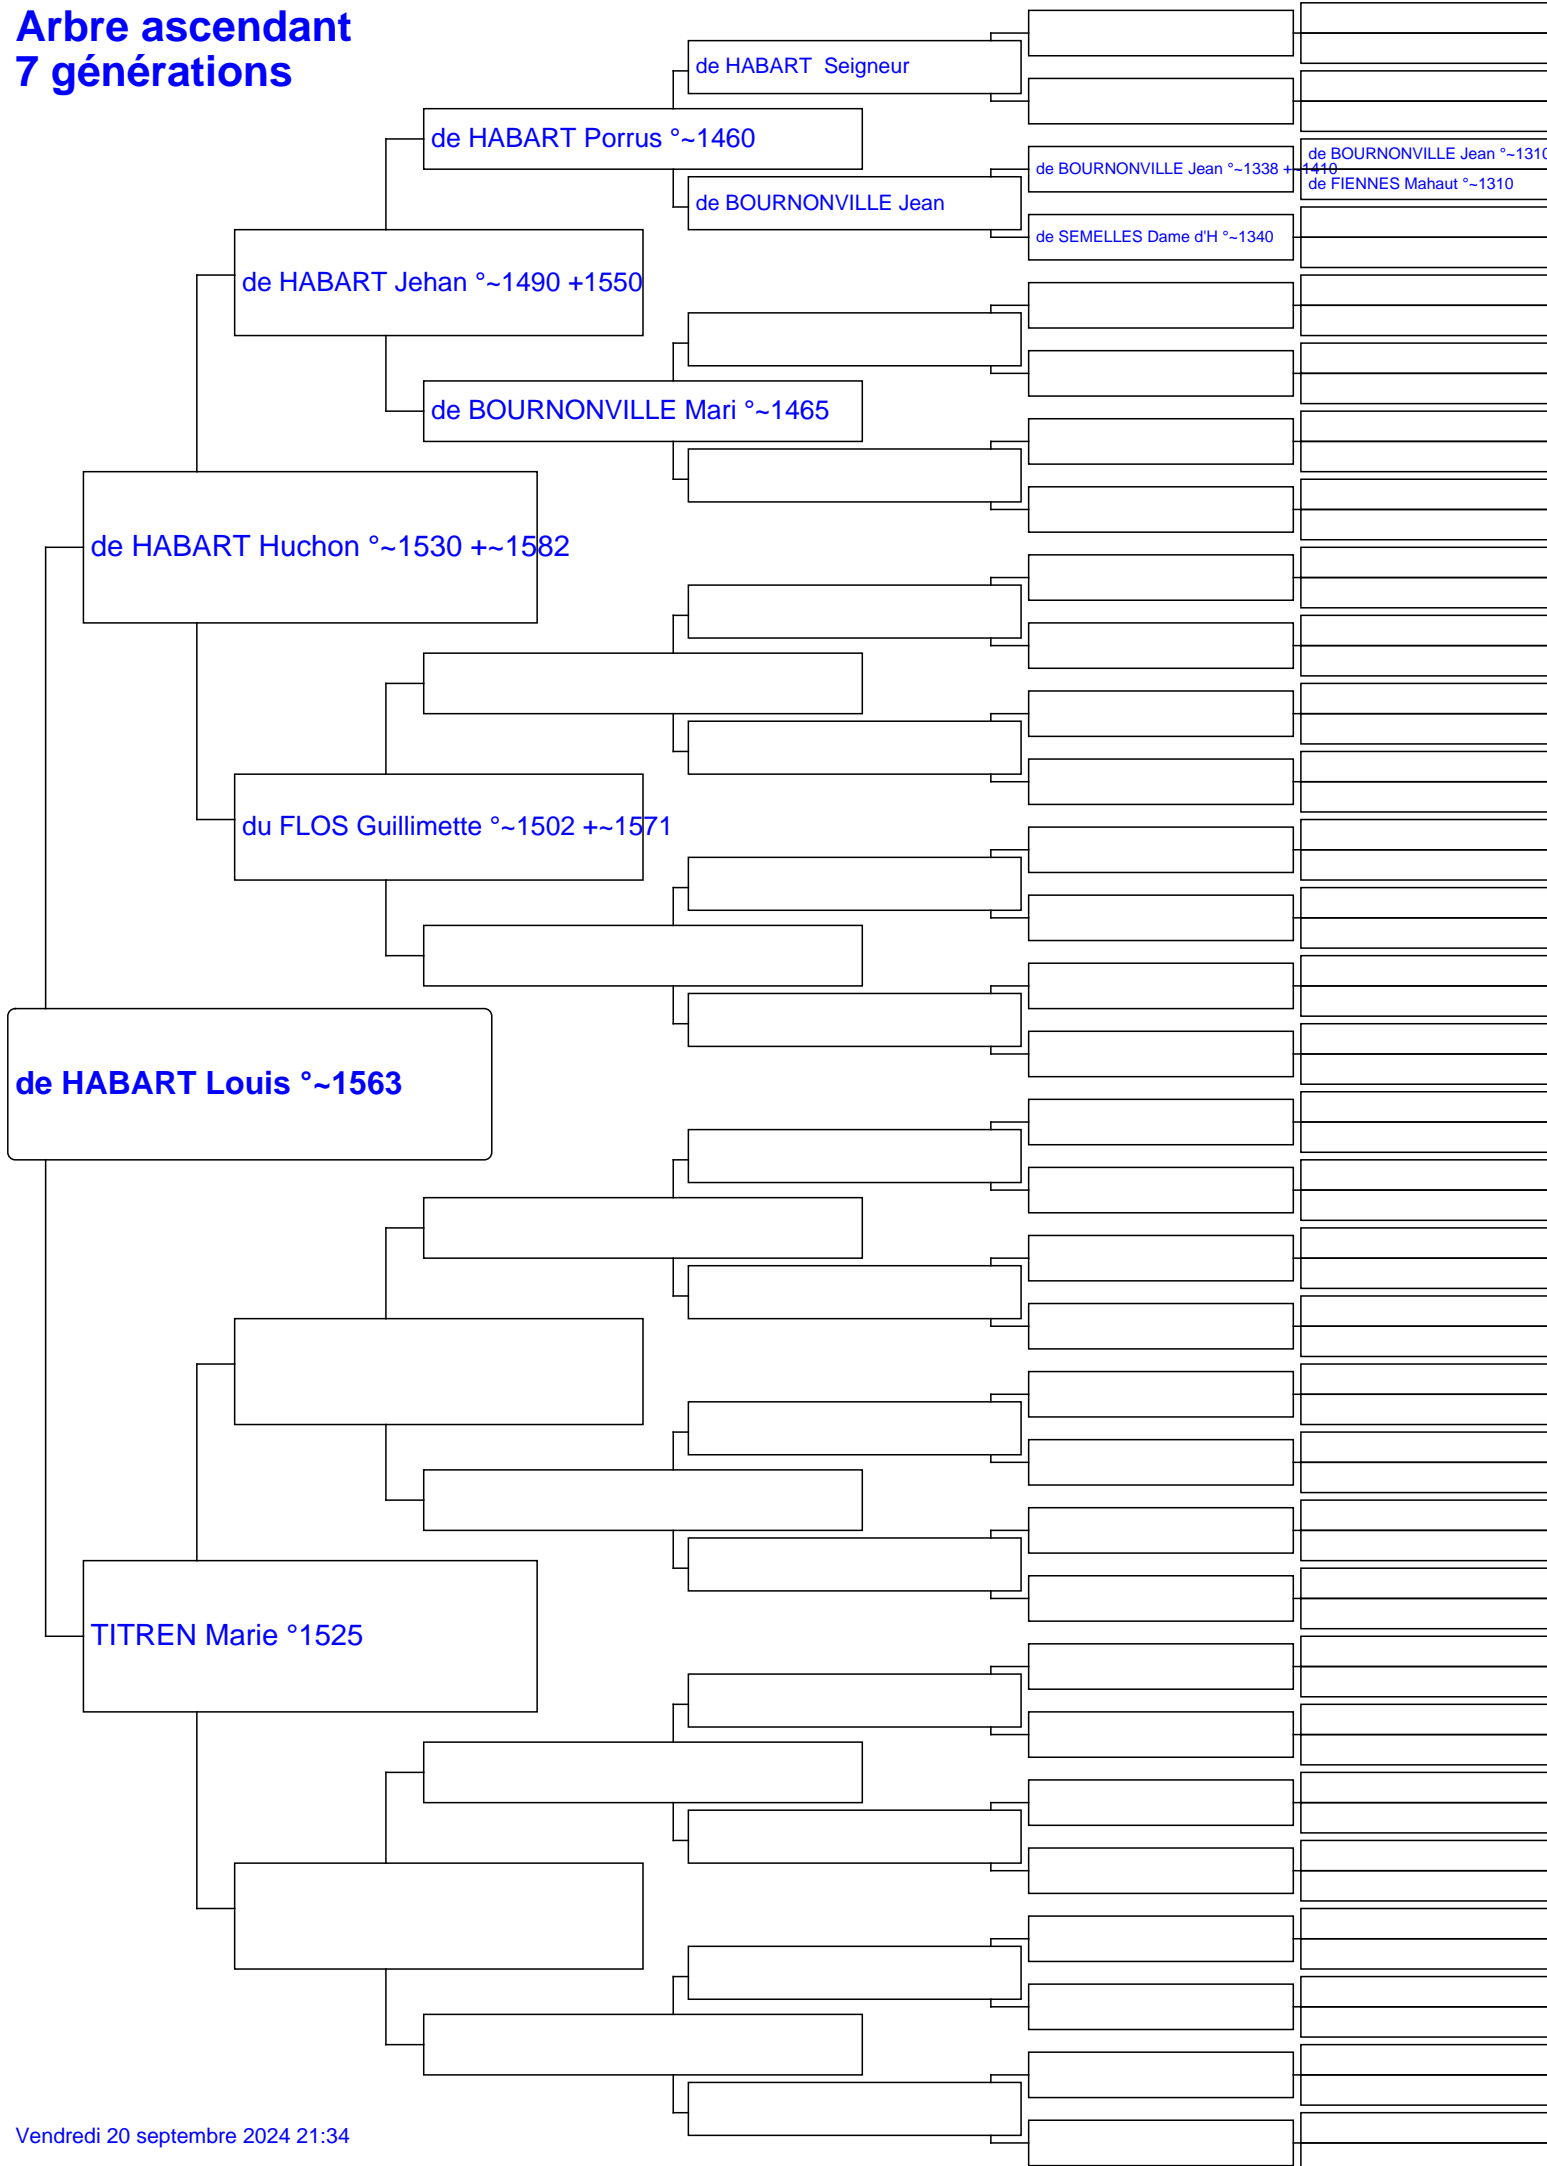 Arbre ascendant
7 générations
de HABART  Seigneur
de HABART Porrus °~1460
de BOURNONVILLE Jean °~1310
de BOURNONVILLE Jean °~1338 +~1410
de FIENNES Mahaut °~1310
de BOURNONVILLE Jean
de SEMELLES Dame d'H °~1340
de HABART Jehan °~1490 +1550
de BOURNONVILLE Mari °~1465
de HABART Huchon °~1530 +~1582
du FLOS Guillimette °~1502 +~1571
de HABART Louis °~1563
TITREN Marie °1525
Vendredi 20 septembre 2024 21:34